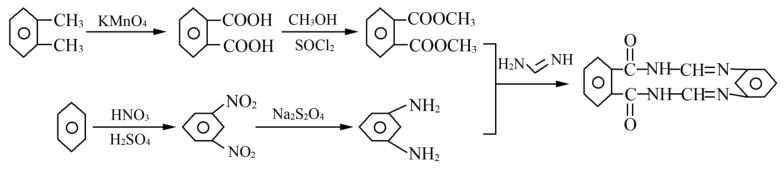 CH₃
CH₃
KMnO₄
COOH
COOH
CH₃OH
SOCl₂
COOCH₃
COOCH₃
H₂N NH
O
C–NH–CH=N
C–NH–CH=N
O
HNO₃
H₂SO₄
NO₂
NO₂
Na₂S₂O₄
NH₂
NH₂